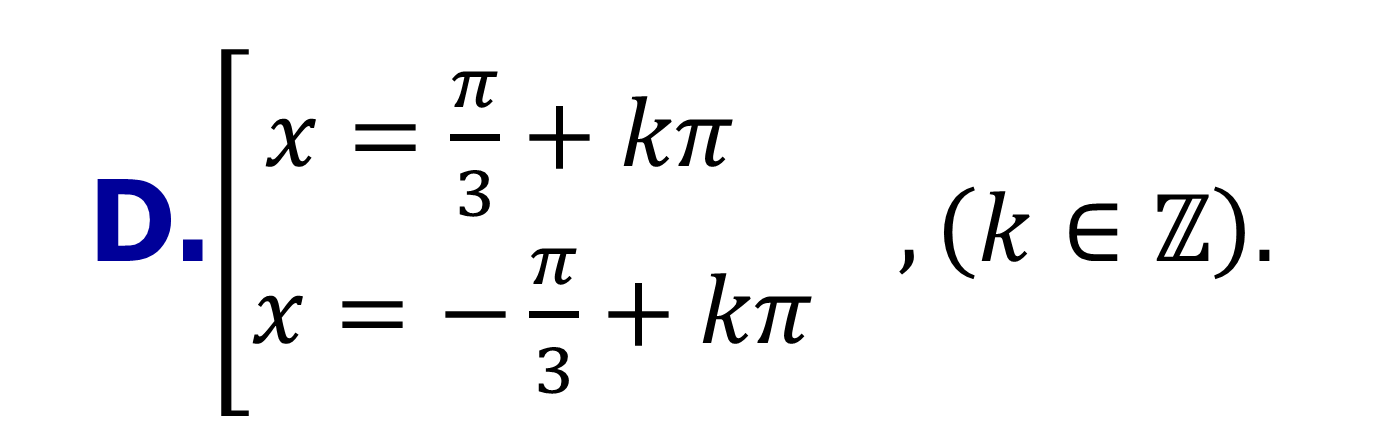 D. [ x = π/3 + kπ
x = −π/3 + kπ , (k ∈ ℤ).